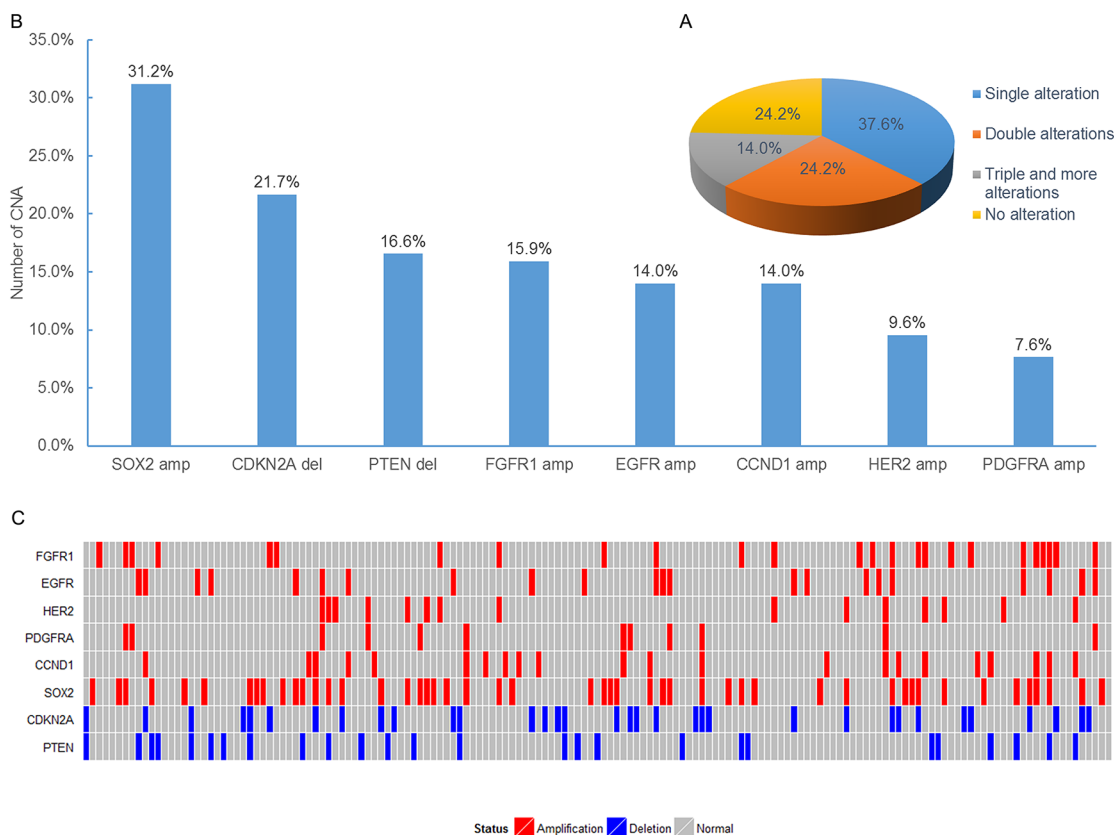 B
A
Number of CNA
35.0%
30.0%
25.0%
20.0%
15.0%
10.0%
5.0%
0.0%
31.2%
21.7%
16.6%
15.9%
14.0%
14.0%
9.6%
7.6%
SOX2 amp
CDKN2A del
PTEN del
FGFR1 amp
EGFR amp
CCND1 amp
HER2 amp
PDGFRA amp
24.2%
37.6%
14.0%
24.2%
Single alteration
Double alterations
Triple and more
alterations
No alteration
C
FGFR1
EGFR
HER2
PDGFRA
CCND1
SOX2
CDKN2A
PTEN
Status Amplification Deletion Normal